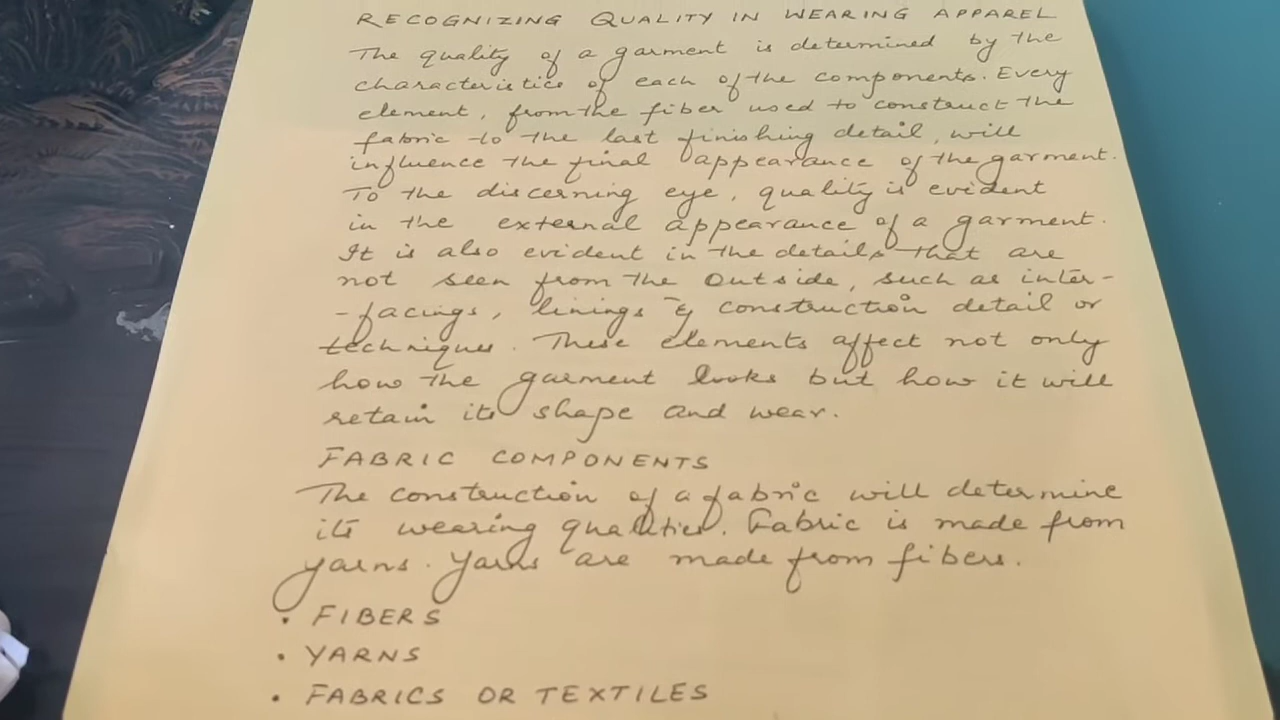 RECOGNIZING QUALITY IN WEARING APPAREL
The quality of a garment is determined by the
characteristics of each of the components. Every
element, from the fiber used to construct the
fabric to the last finishing detail, will
influence the final appearance of the garment.
To the discerning eye, quality is evident
in the external appearance of a garment.
It is also evident in the details that are
not seen from the outside, such as inter-
-facings, linings & construction detail or
techniques. These elements affect not only
how the garment looks but how it will
retain its shape and wear.
FABRIC COMPONENTS
The construction of a fabric will determine
its wearing qualities. Fabric is made from
yarns. Yarns are made from fibers.
• FIBERS
• YARNS
• FABRICS OR TEXTILES